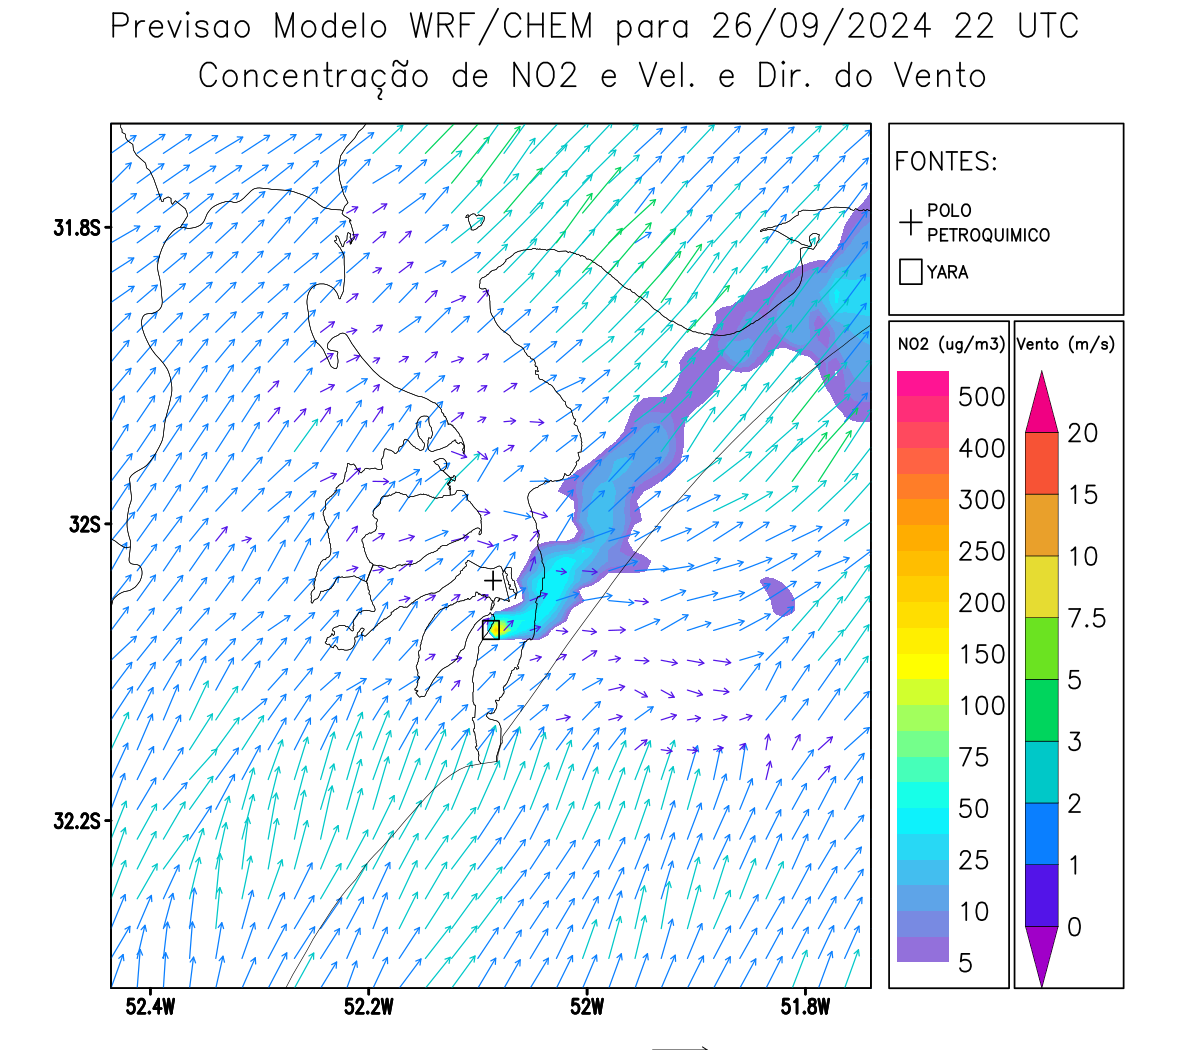 Previsao Modelo WRF/CHEM para 26/09/2024 22 UTC
Concentração de NO2 e Vel. e Dir. do Vento
FONTES:
POLO
PETROQUIMICO
YARA
NO2 (ug/m3)
500
400
300
250
200
150
100
75
50
25
10
5
Vento (m/s)
20
15
10
7.5
5
3
2
1
0
31.8S
32S
32.2S
52.4W
52.2W
52W
51.8W